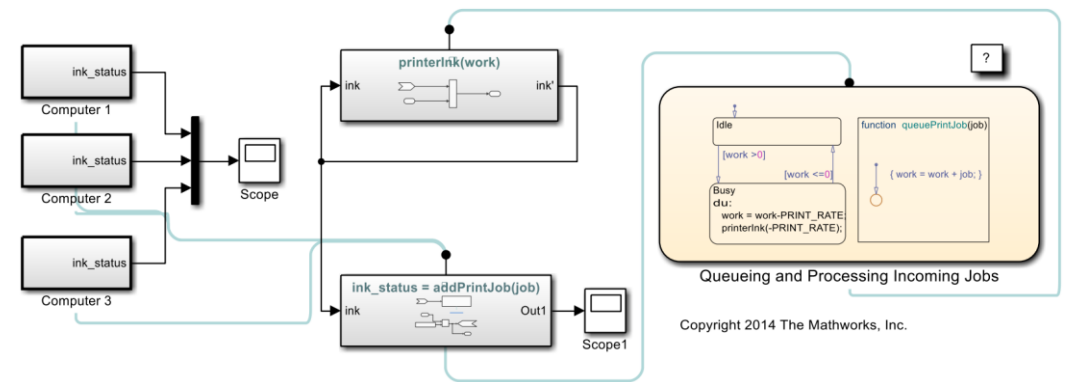 ink_status
Computer 1
ink_status
Computer 2
ink_status
Computer 3
Scope
printerInk(work)
ink
ink'
ink_status = addPrintJob(job)
ink
Out1
Scope1
?
Idle
[work >0]
[work <=0]
Busy
du:
work = work-PRINT_RATE;
printerInk(-PRINT_RATE);
function queuePrintJob(job)
{ work = work + job; }
Queueing and Processing Incoming Jobs
Copyright 2014 The Mathworks, Inc.